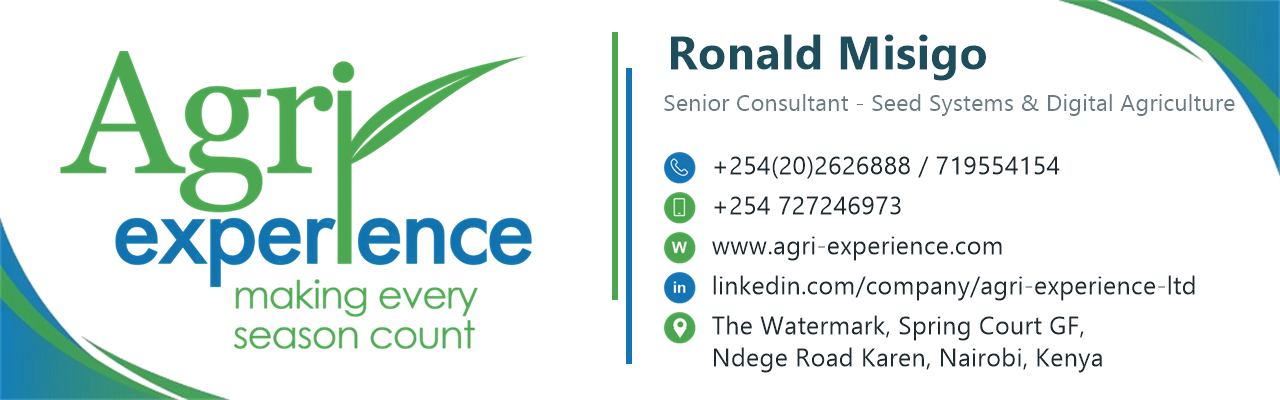 Agri
experience
making every
season count
Ronald Misigo
Senior Consultant - Seed Systems & Digital Agriculture
+254(20)2626888 / 719554154
+254 727246973
W www.agri-experience.com
in linkedin.com/company/agri-experience-ltd
The Watermark, Spring Court GF,
Ndege Road Karen, Nairobi, Kenya